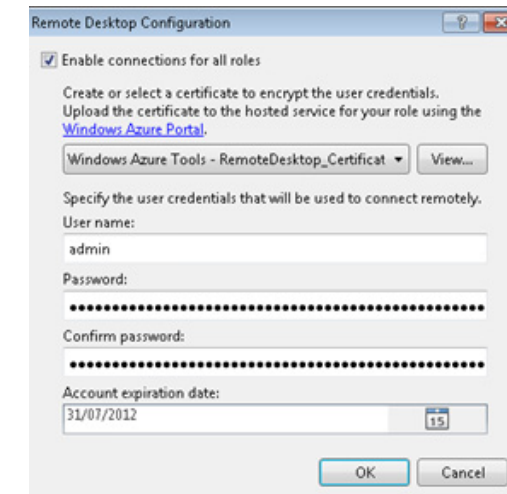 Remote Desktop Configuration
Enable connections for all roles
Create or select a certificate to encrypt the user credentials.
Upload the certificate to the hosted service for your role using the
Windows Azure Portal.
Windows Azure Tools - RemoteDesktop_Certificat
View...
Specify the user credentials that will be used to connect remotely.
User name:
admin
Password:
Confirm password:
Account expiration date:
31/07/2012
15
OK
Cancel